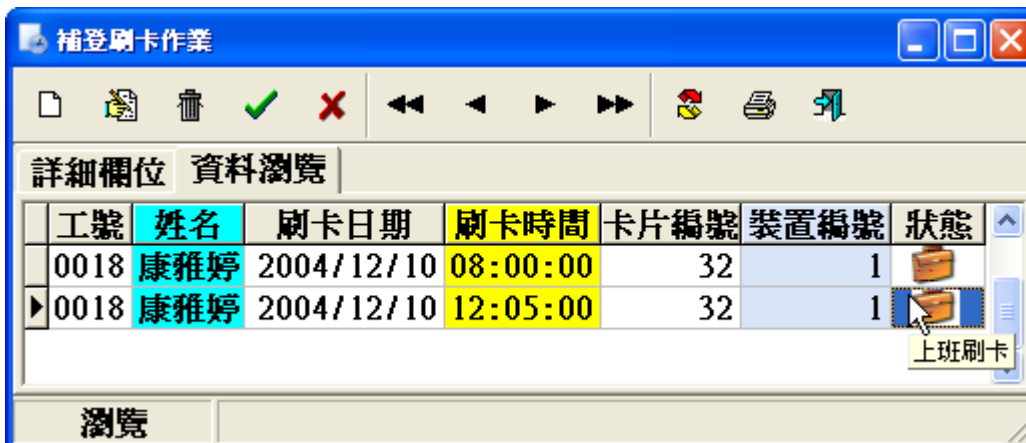 補登刷卡作業
詳細欄位 資料瀏覽
工號 姓名 刷卡日期 刷卡時間 卡片編號 裝置編號 狀態
0018 康雅婷 2004/12/10 08:00:00 32 1
0018 康雅婷 2004/12/10 12:05:00 32 1
上班刷卡
瀏覽